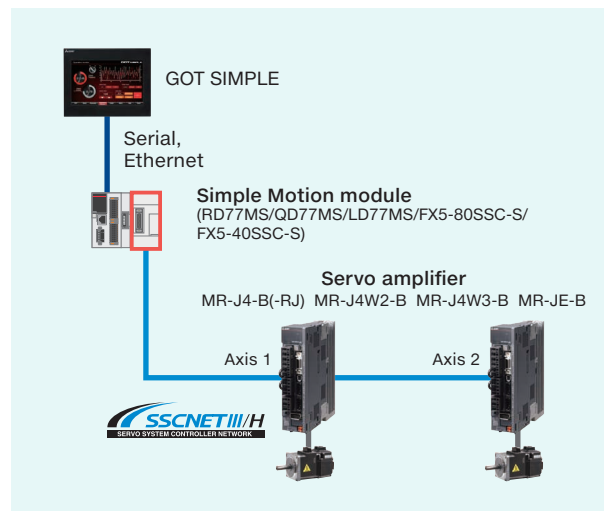 GOT SIMPLE
Serial,
Ethernet
Simple Motion module
(RD77MS/QD77MS/LD77MS/FX5-80SSC-S/
FX5-40SSC-S)
Servo amplifier
MR-J4-B(-RJ) MR-J4W2-B MR-J4W3-B MR-JE-B
Axis 1
Axis 2
SSCNETIII/H
SERVO SYSTEM CONTROLLER NETWORK